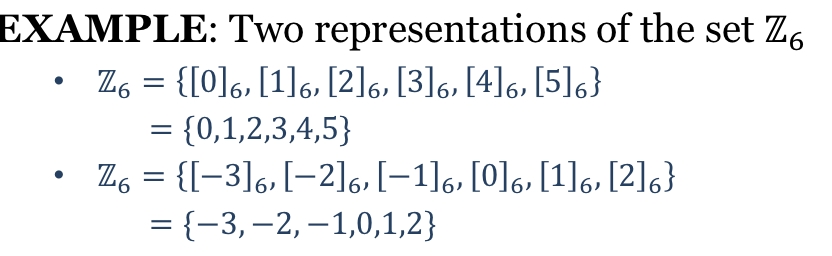 EXAMPLE: Two representations of the set ℤ₆
• ℤ₆ = {[0]₆, [1]₆, [2]₆, [3]₆, [4]₆, [5]₆}
= {0,1,2,3,4,5}
• ℤ₆ = {[−3]₆, [−2]₆, [−1]₆, [0]₆, [1]₆, [2]₆}
= {−3, −2, −1,0,1,2}